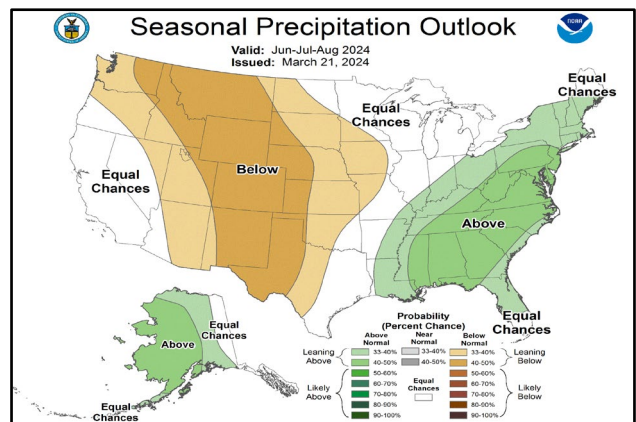 Seasonal Precipitation Outlook
Valid: Jun-Jul-Aug 2024
Issued: March 21, 2024
NOAA
Equal
Chances
Equal
Chances
Equal
Chances
Below
Above
Equal
Chances
Above
Equal
Chances
Equal
Chances
Probability
(Percent Chance)
Above
Normal
Near
Normal
Below
Normal
Leaning
Above
33-40%
40-50%
33-40%
40-50%
33-40%
40-50%
Leaning
Below
Likely
Above
50-60%
60-70%
70-80%
80-90%
90-100%
Equal
Chances
50-60%
60-70%
70-80%
80-90%
90-100%
Likely
Below